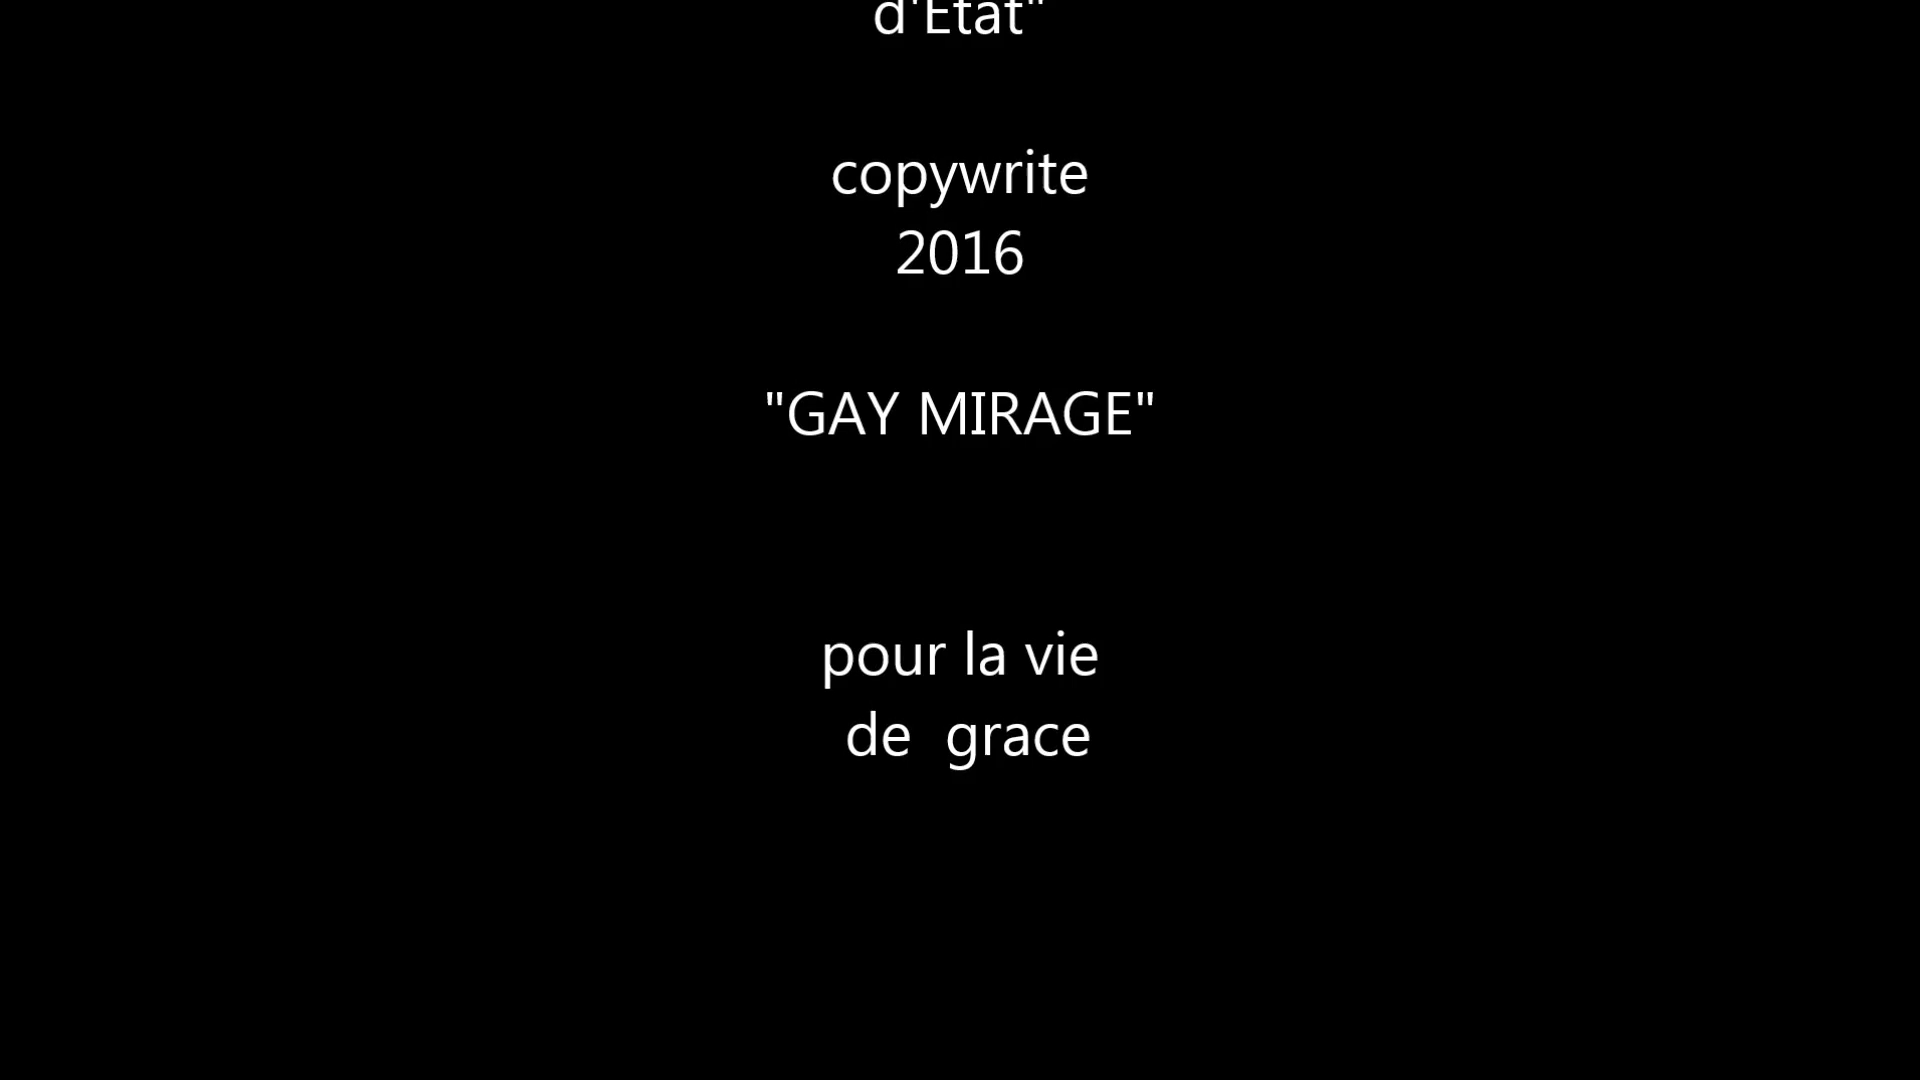 d'Etat"
copywrite
2016
"GAY MIRAGE"
pour la vie
de  grace